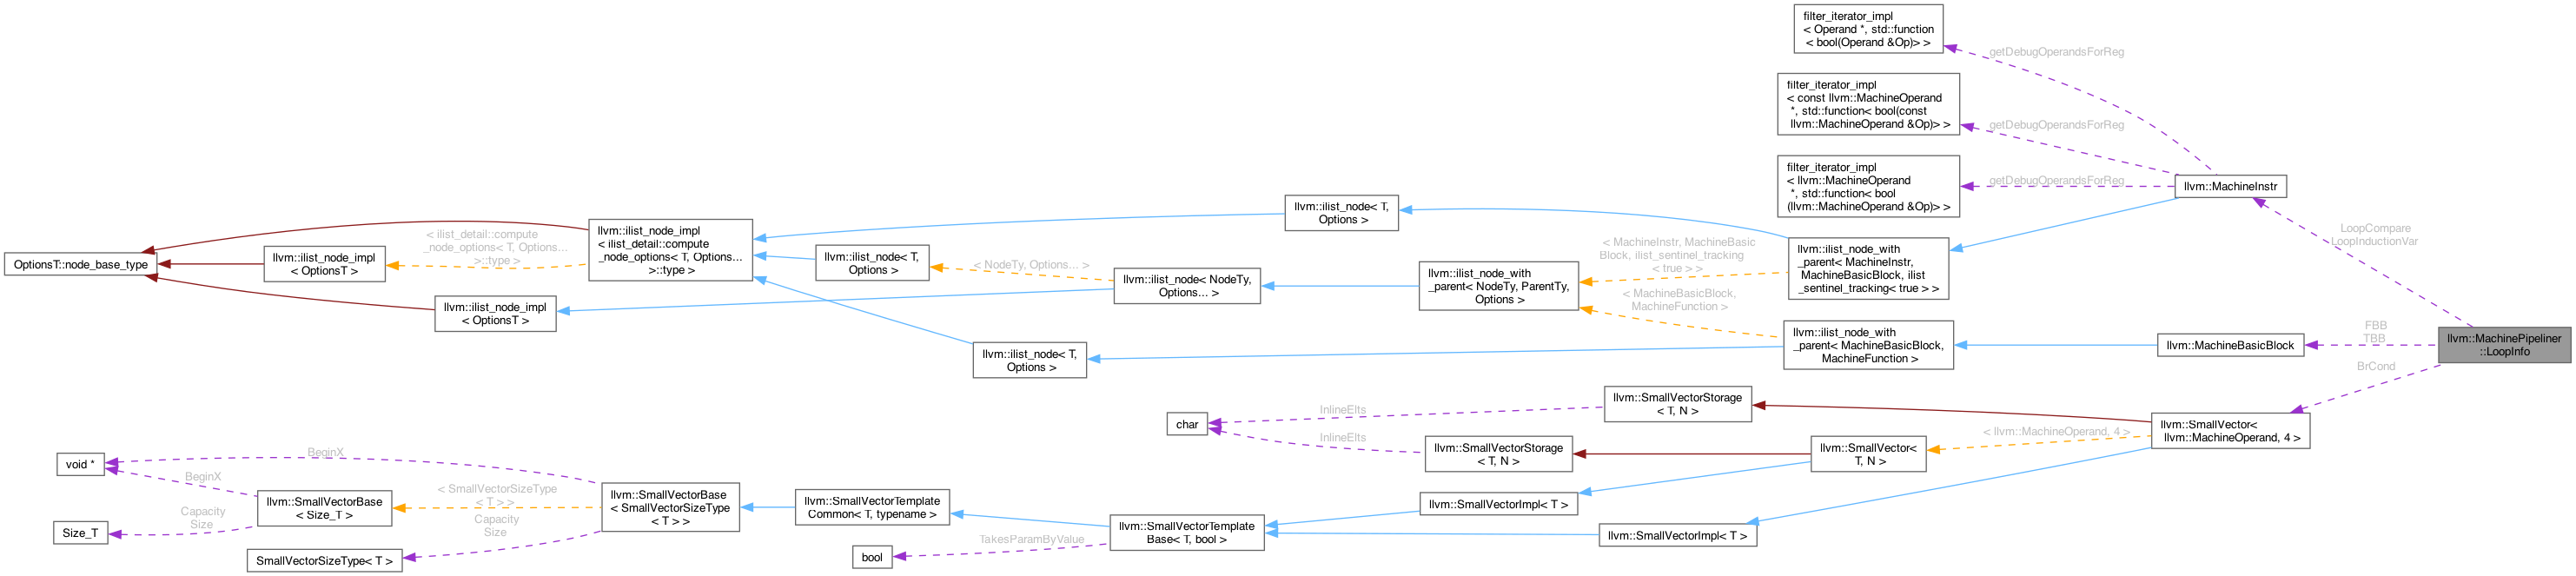 filter_iterator_impl
< Operand *, std::function
< bool(Operand &Op)> >
getDebugOperandsForReg
filter_iterator_impl
< const llvm::MachineOperand
*, std::function< bool(const
llvm::MachineOperand &Op)> >
getDebugOperandsForReg
filter_iterator_impl
< llvm::MachineOperand
*, std::function< bool
(llvm::MachineOperand &Op)> >
getDebugOperandsForReg
llvm::MachineInstr
LoopCompare
LoopInductionVar
llvm::ilist_node< T,
Options >
llvm::ilist_node_impl
< ilist_detail::compute
_node_options< T, Options...
>::type >
< ilist_detail::compute
_node_options< T, Options...
>::type >
OptionsT::node_base_type
llvm::ilist_node_impl
< OptionsT >
llvm::ilist_node< T,
Options >
< NodeTy, Options... >
llvm::ilist_node< NodeTy,
Options... >
llvm::ilist_node_with
_parent< NodeTy, ParentTy,
Options >
< MachineInstr, MachineBasic
Block, ilist_sentinel_tracking
< true > >
llvm::ilist_node_with
_parent< MachineInstr,
MachineBasicBlock, ilist
_sentinel_tracking< true > >
< MachineBasicBlock,
MachineFunction >
llvm::ilist_node_impl
< OptionsT >
llvm::ilist_node< T,
Options >
llvm::ilist_node_with
_parent< MachineBasicBlock,
MachineFunction >
llvm::MachineBasicBlock
FBB
TBB
llvm::MachinePipeliner
::LoopInfo
BrCond
char
InlineElts
InlineElts
llvm::SmallVectorStorage
< T, N >
llvm::SmallVectorStorage
< T, N >
llvm::SmallVector<
T, N >
< llvm::MachineOperand, 4 >
llvm::SmallVector<
llvm::MachineOperand, 4 >
void *
BeginX
BeginX
llvm::SmallVectorBase
< Size_T >
< SmallVectorSizeType
< T > >
llvm::SmallVectorBase
< SmallVectorSizeType
< T > >
llvm::SmallVectorTemplate
Common< T, typename >
llvm::SmallVectorImpl< T >
llvm::SmallVectorTemplate
Base< T, bool >
llvm::SmallVectorImpl< T >
Size_T
Capacity
Size
Capacity
Size
SmallVectorSizeType< T >
bool
TakesParamByValue